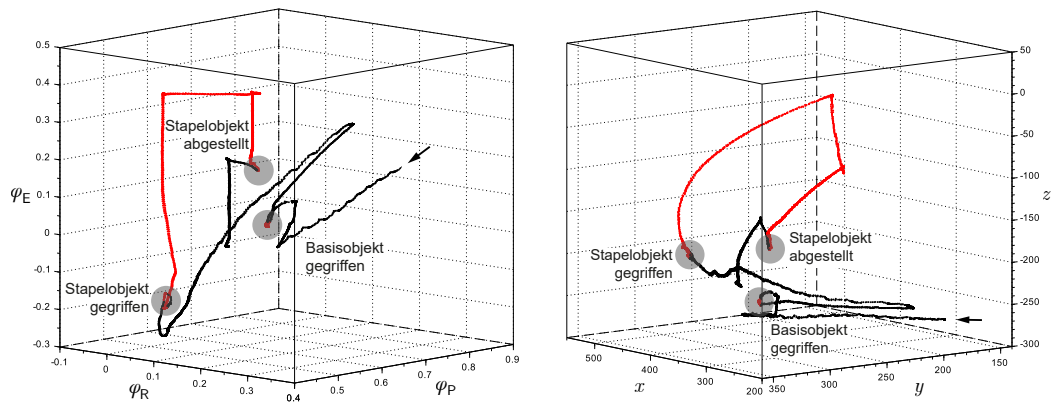 0.5
0.4
0.3
0.2
0.1
0
-0.1
-0.2
-0.3
φE
-0.1
0
0.1
0.2
0.3
0.4
φR
0.4
0.5
0.6
0.7
0.8
0.9
φP
Stapelobjekt
abgestellt
Basisobjekt
gegriffen
Stapelobjekt
gegriffen
50
0
-50
-100
-150
-200
-250
-300
z
500
400
300
200
x
350
300
250
200
150
y
Stapelobjekt
gegriffen
Stapelobjekt
abgestellt
Basisobjekt
gegriffen